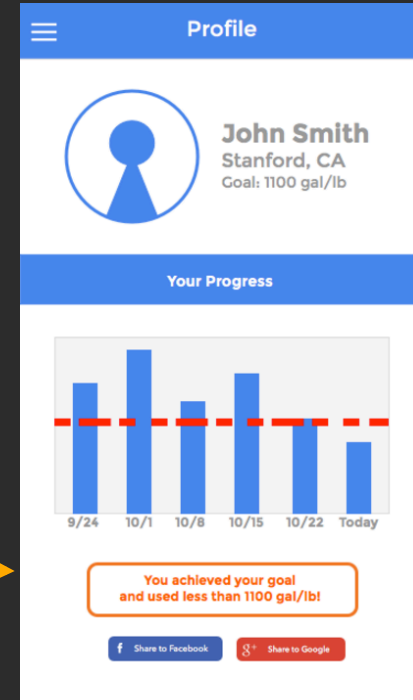 Profile
John Smith
Stanford, CA
Goal: 1100 gal/lb
Your Progress
9/24 10/1 10/8 10/15 10/22 Today
You achieved your goal
and used less than 1100 gal/lb!
f Share to Facebook
g+ Share to Google